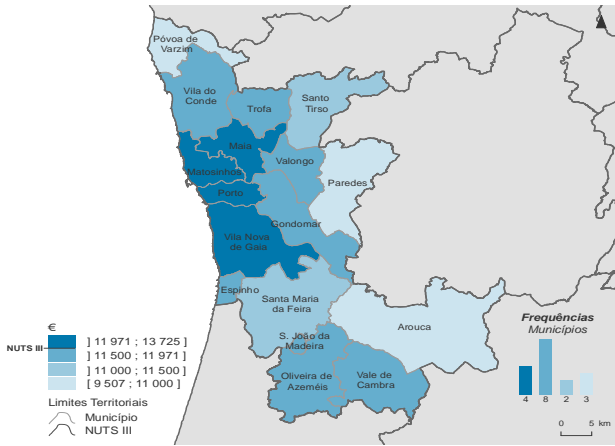 Póvoa de
Varzim
Vila do
Conde
Trofa
Santo
Tirso
Maia
Matosinhos
Valongo
Paredes
Porto
Gondomar
Vila Nova
de Gaia
Espinho
Santa Maria
da Feira
Arouca
S. João da
Madeira
Oliveira de
Azeméis
Vale de
Cambra
€
NUTS III
] 11 971 ; 13 725 ]
] 11 500 ; 11 971 ]
] 11 000 ; 11 500 ]
[ 9 507 ; 11 000 ]
Limites Territoriais
Município
NUTS III
Frequências
Municípios
4 8 2 3
0 5 km